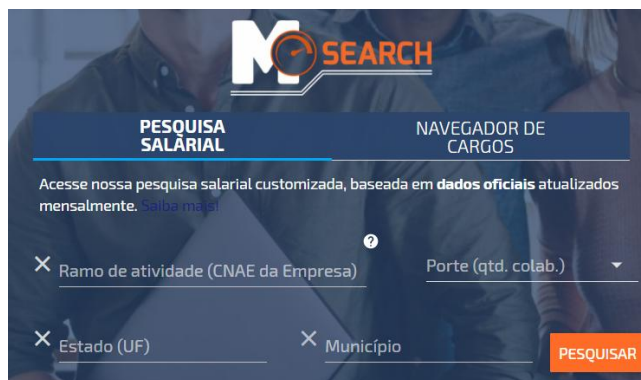 MO SEARCH
PESQUISA
SALARIAL
NAVEGADOR DE
CARGOS
Acesse nossa pesquisa salarial customizada, baseada em dados oficiais atualizados
mensalmente. Saiba mais!
?
Ramo de atividade (CNAE da Empresa)
Porte (qtd. colab.)
Estado (UF)
Município
PESQUISAR